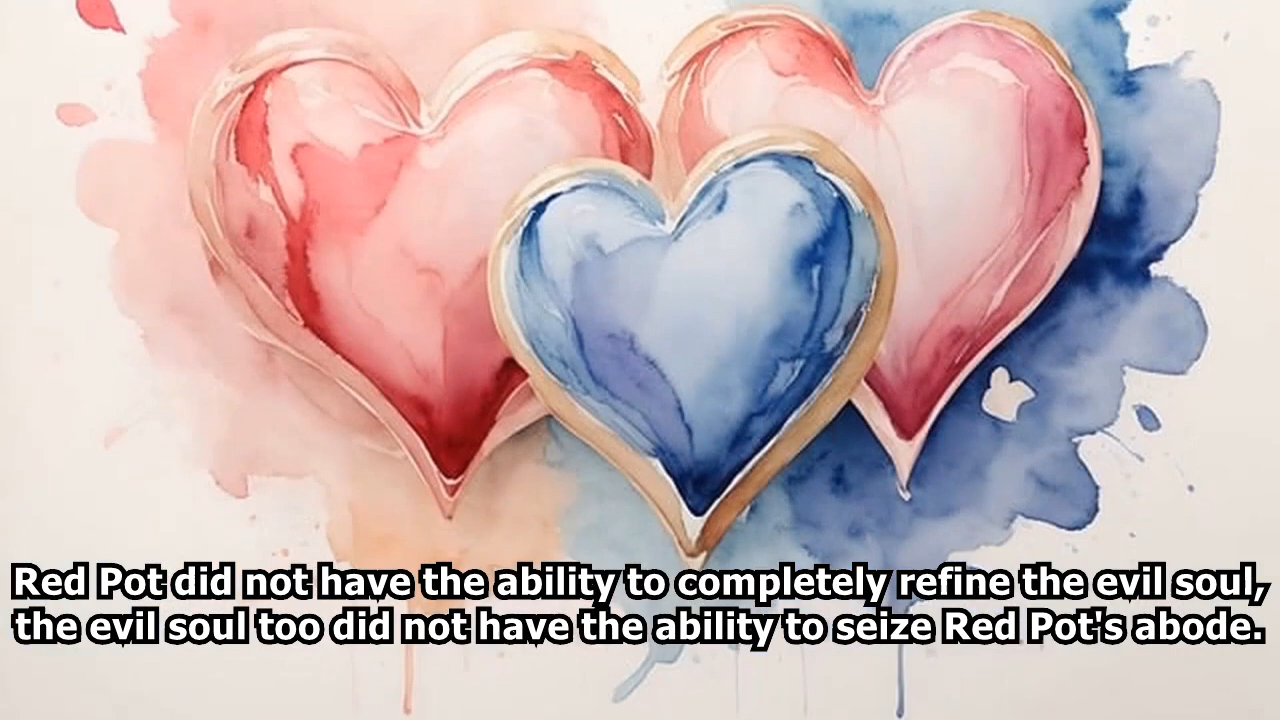 Red Pot did not have the ability to completely refine the evil soul,
the evil soul too did not have the ability to seize Red Pot's abode.